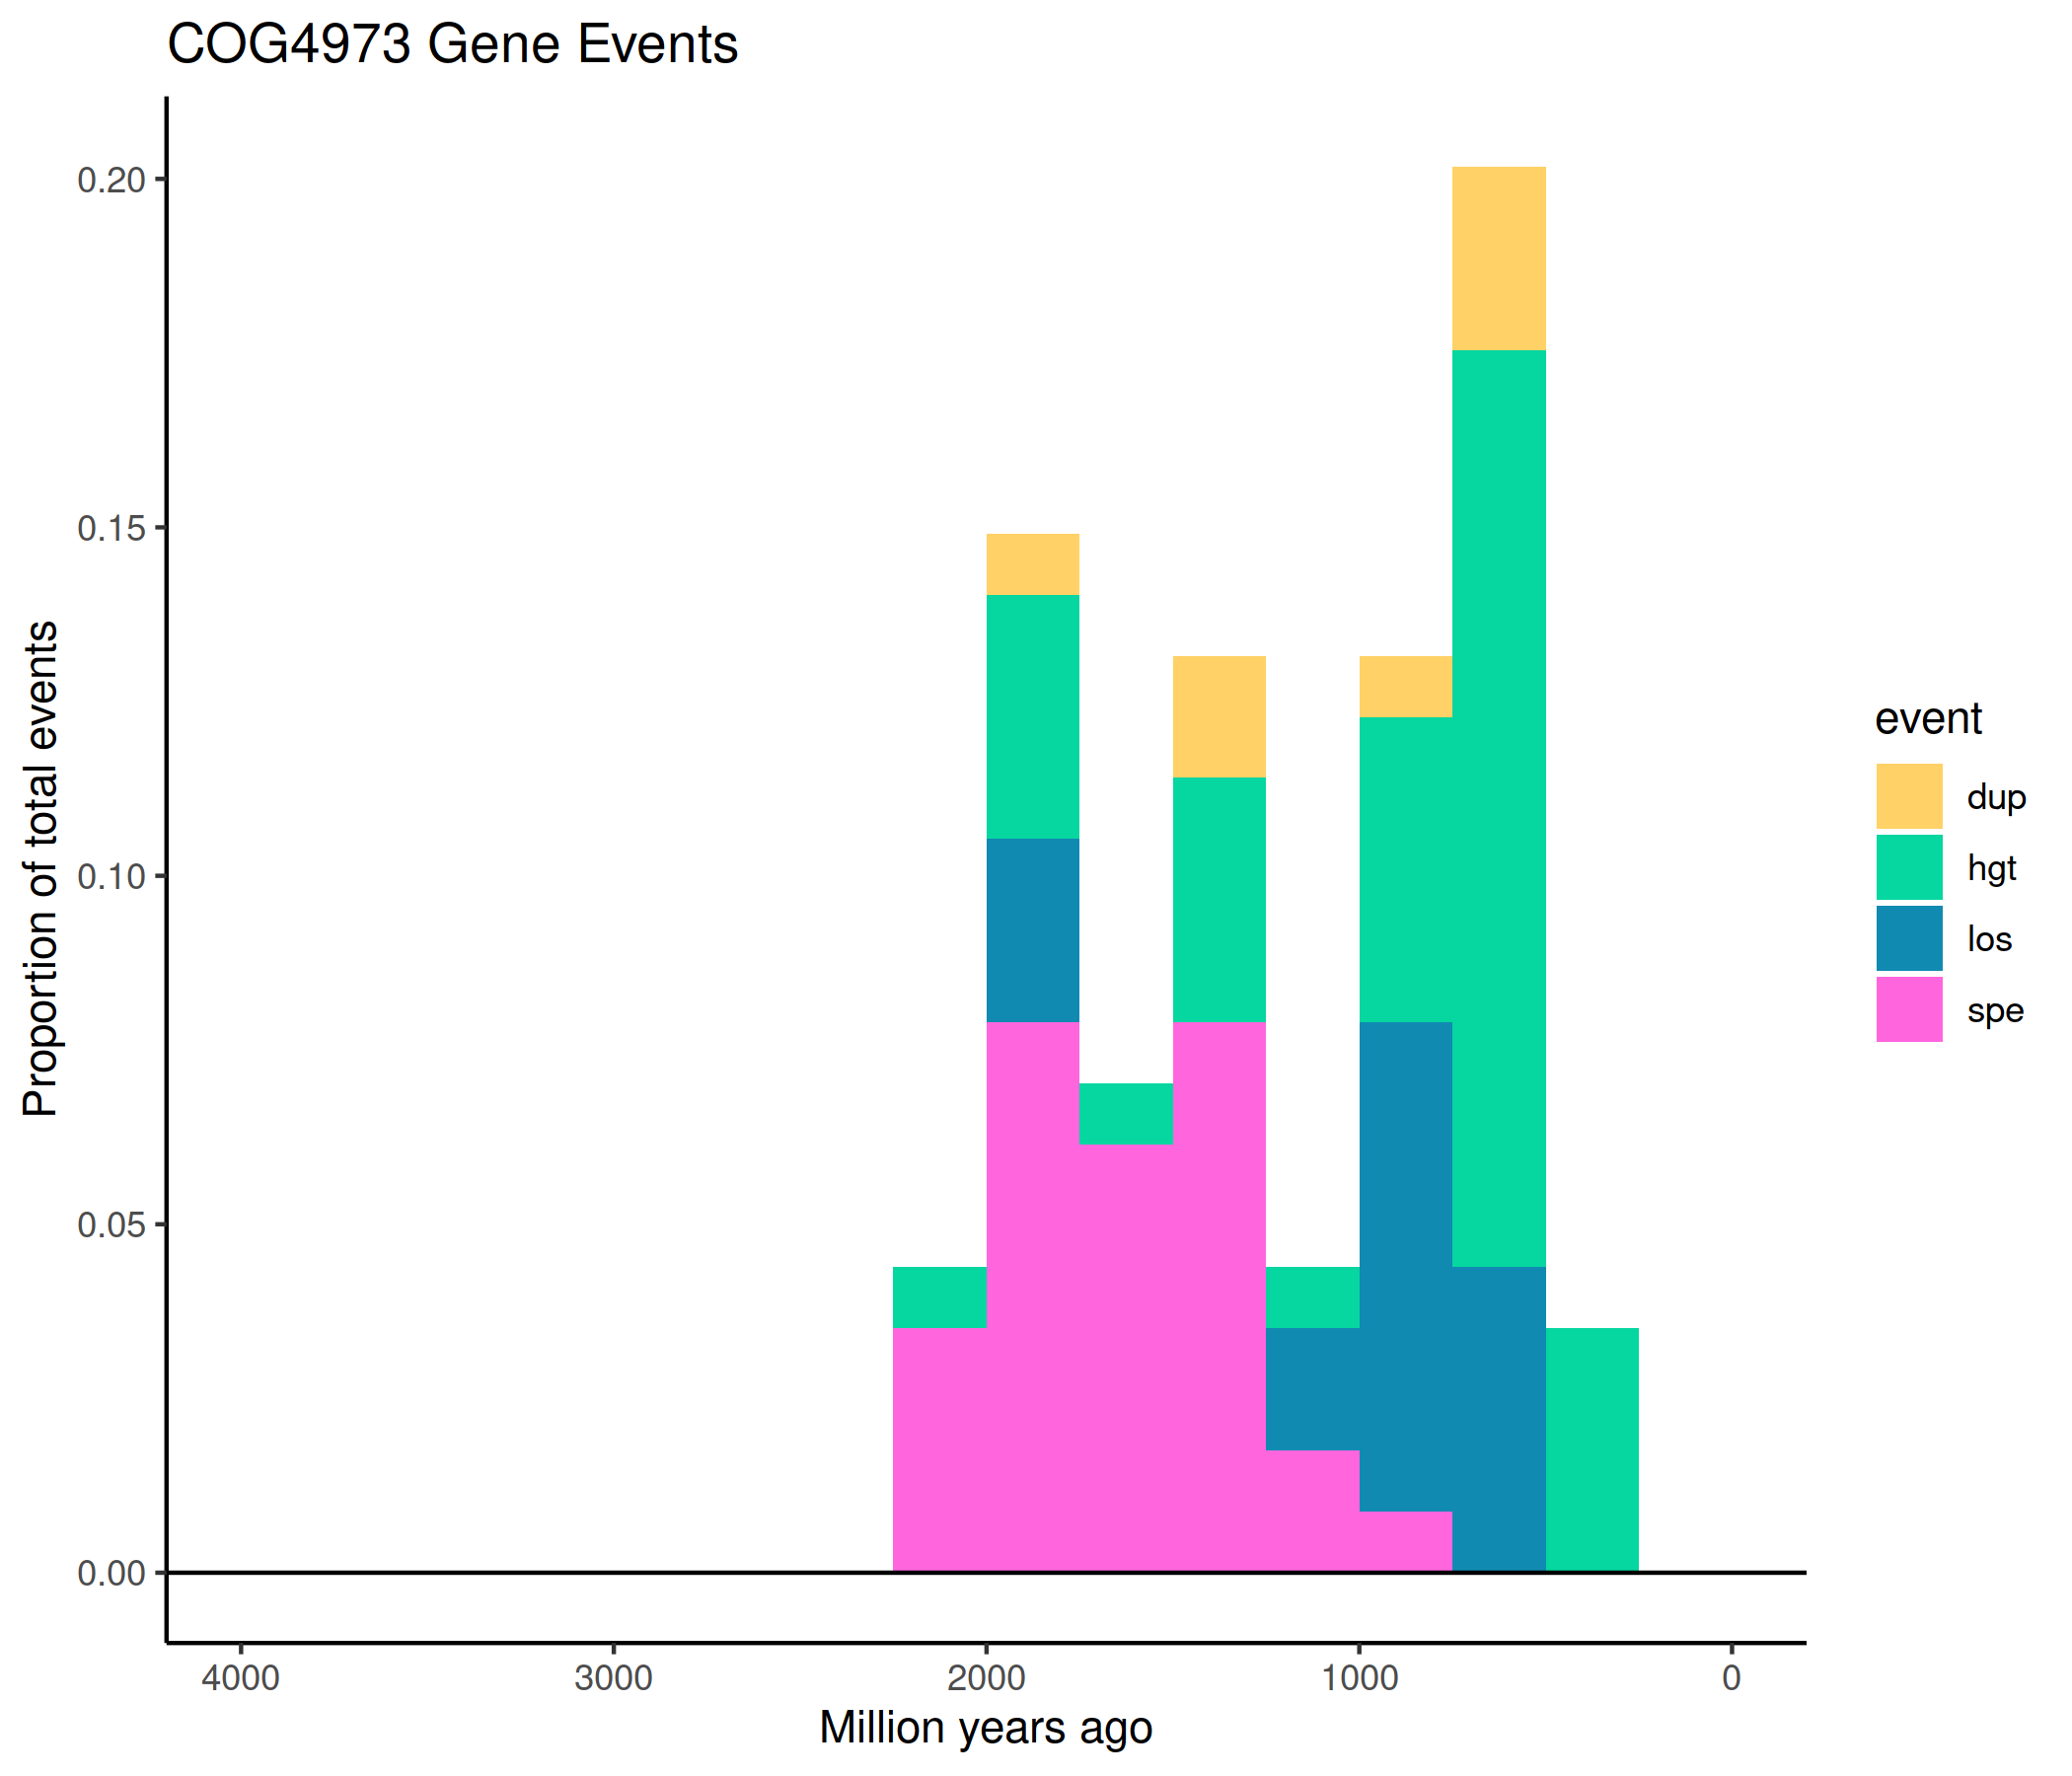 COG4973 Gene Events
Proportion of total events
0.20
0.15
0.10
0.05
0.00
4000 3000 2000 1000 0
Million years ago
event
dup
hgt
los
spe